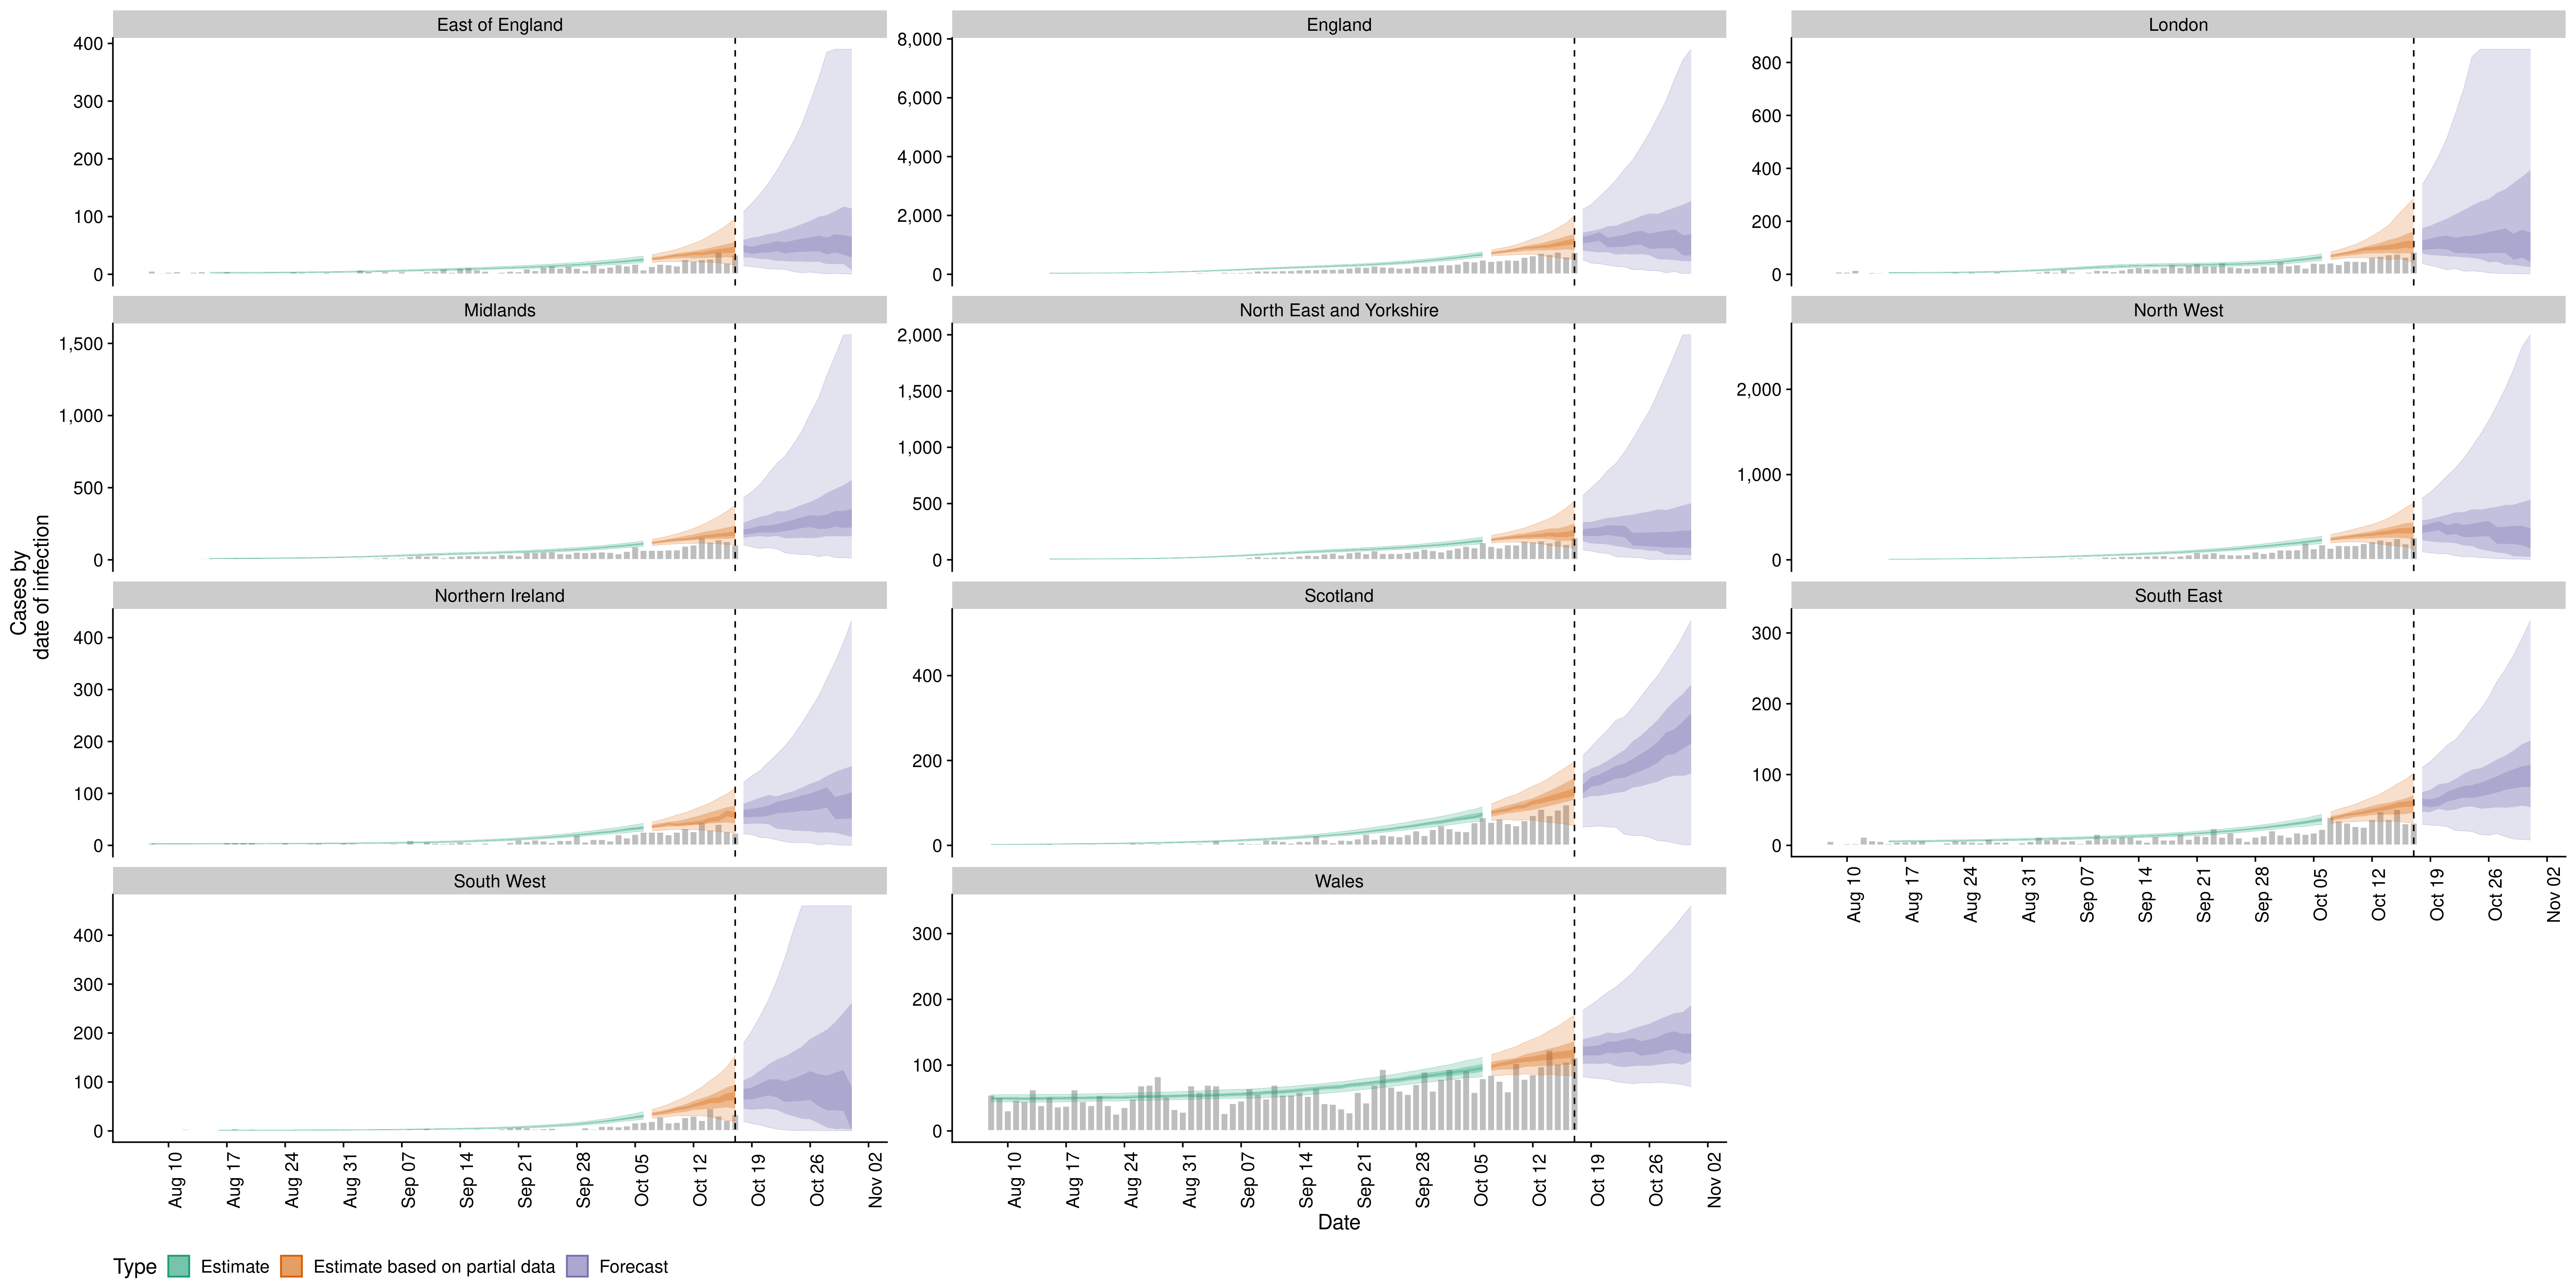 East of England
England
London
400
300
200
100
0
8,000
6,000
4,000
2,000
0
800
600
400
200
0
Midlands
North East and Yorkshire
North West
1,500
1,000
500
0
2,000
1,500
1,000
500
0
2,000
1,000
0
Cases by
date of infection
Northern Ireland
Scotland
South East
400
300
200
100
0
400
200
0
300
200
100
0
Aug 10
Aug 17
Aug 24
Aug 31
Sep 07
Sep 14
Sep 21
Sep 28
Oct 05
Oct 12
Oct 19
Oct 26
Nov 02
South West
Wales
400
300
200
100
0
300
200
100
0
Aug 10
Aug 17
Aug 24
Aug 31
Sep 07
Sep 14
Sep 21
Sep 28
Oct 05
Oct 12
Oct 19
Oct 26
Nov 02
Aug 10
Aug 17
Aug 24
Aug 31
Sep 07
Sep 14
Sep 21
Sep 28
Oct 05
Oct 12
Oct 19
Oct 26
Nov 02
Date
Type Estimate Estimate based on partial data Forecast